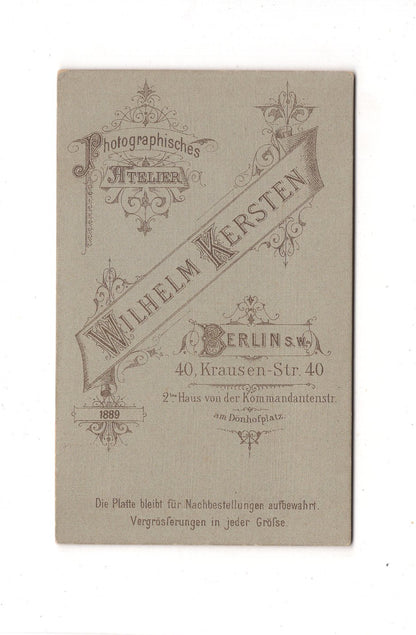 Photographisches
ATELIER
WILHELM KERSTEN
BERLIN S.W.
40, Krausen-Str. 40
2tes Haus von der Kommandantenstr.
am Dönhofplatz.
1889
Die Platte bleibt für Nachbestellungen aufbewahrt.
Vergrösserungen in jeder Grösse.